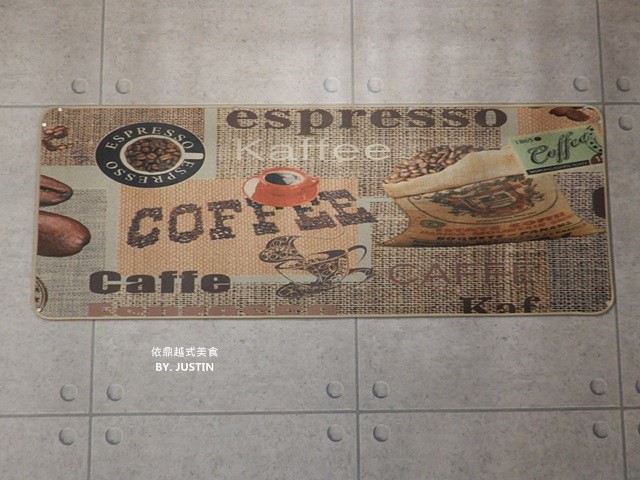 espresso
Kaffee
ESPRESSO
ESPRESSO
Coffee
COFFEE
Caffe
CAFFE
Kaf
依鼎越式美食
BY. JUSTIN